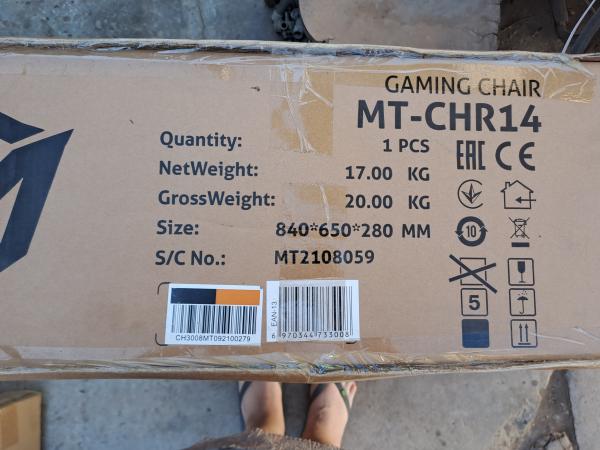 GAMING CHAIR
MT-CHR14
Quantity: 1 PCS
NetWeight: 17.00 KG
GrossWeight: 20.00 KG
Size: 840*650*280 MM
S/C No.: MT2108059
EAC CE
10
5
CH3008MT092100279
EAN-13
6 970344 733008